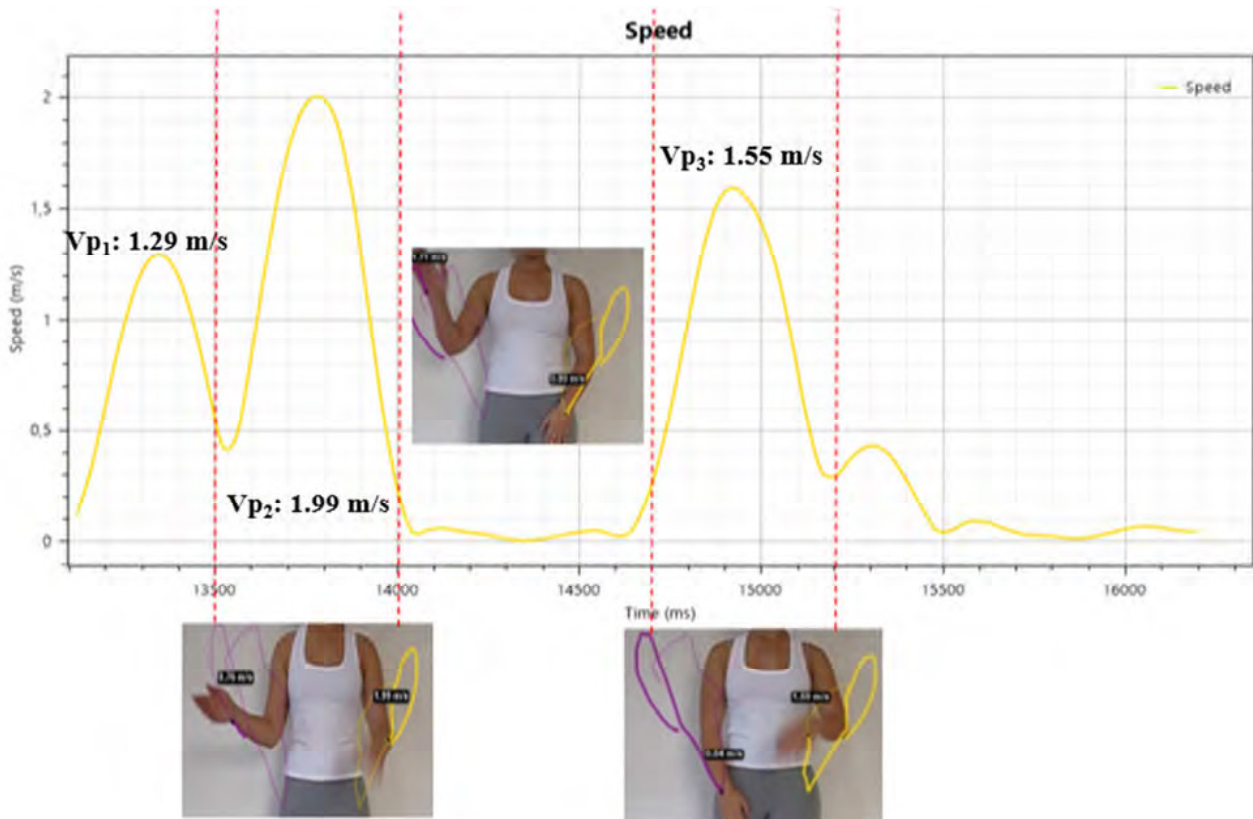 Speed
Speed
2
Vp3: 1.55 m/s
1,5
Vp1: 1.29 m/s
Speed (m/s)
1
0,5
Vp2: 1.99 m/s
0
13500 14000 14500 15000 15500 16000
Time (ms)